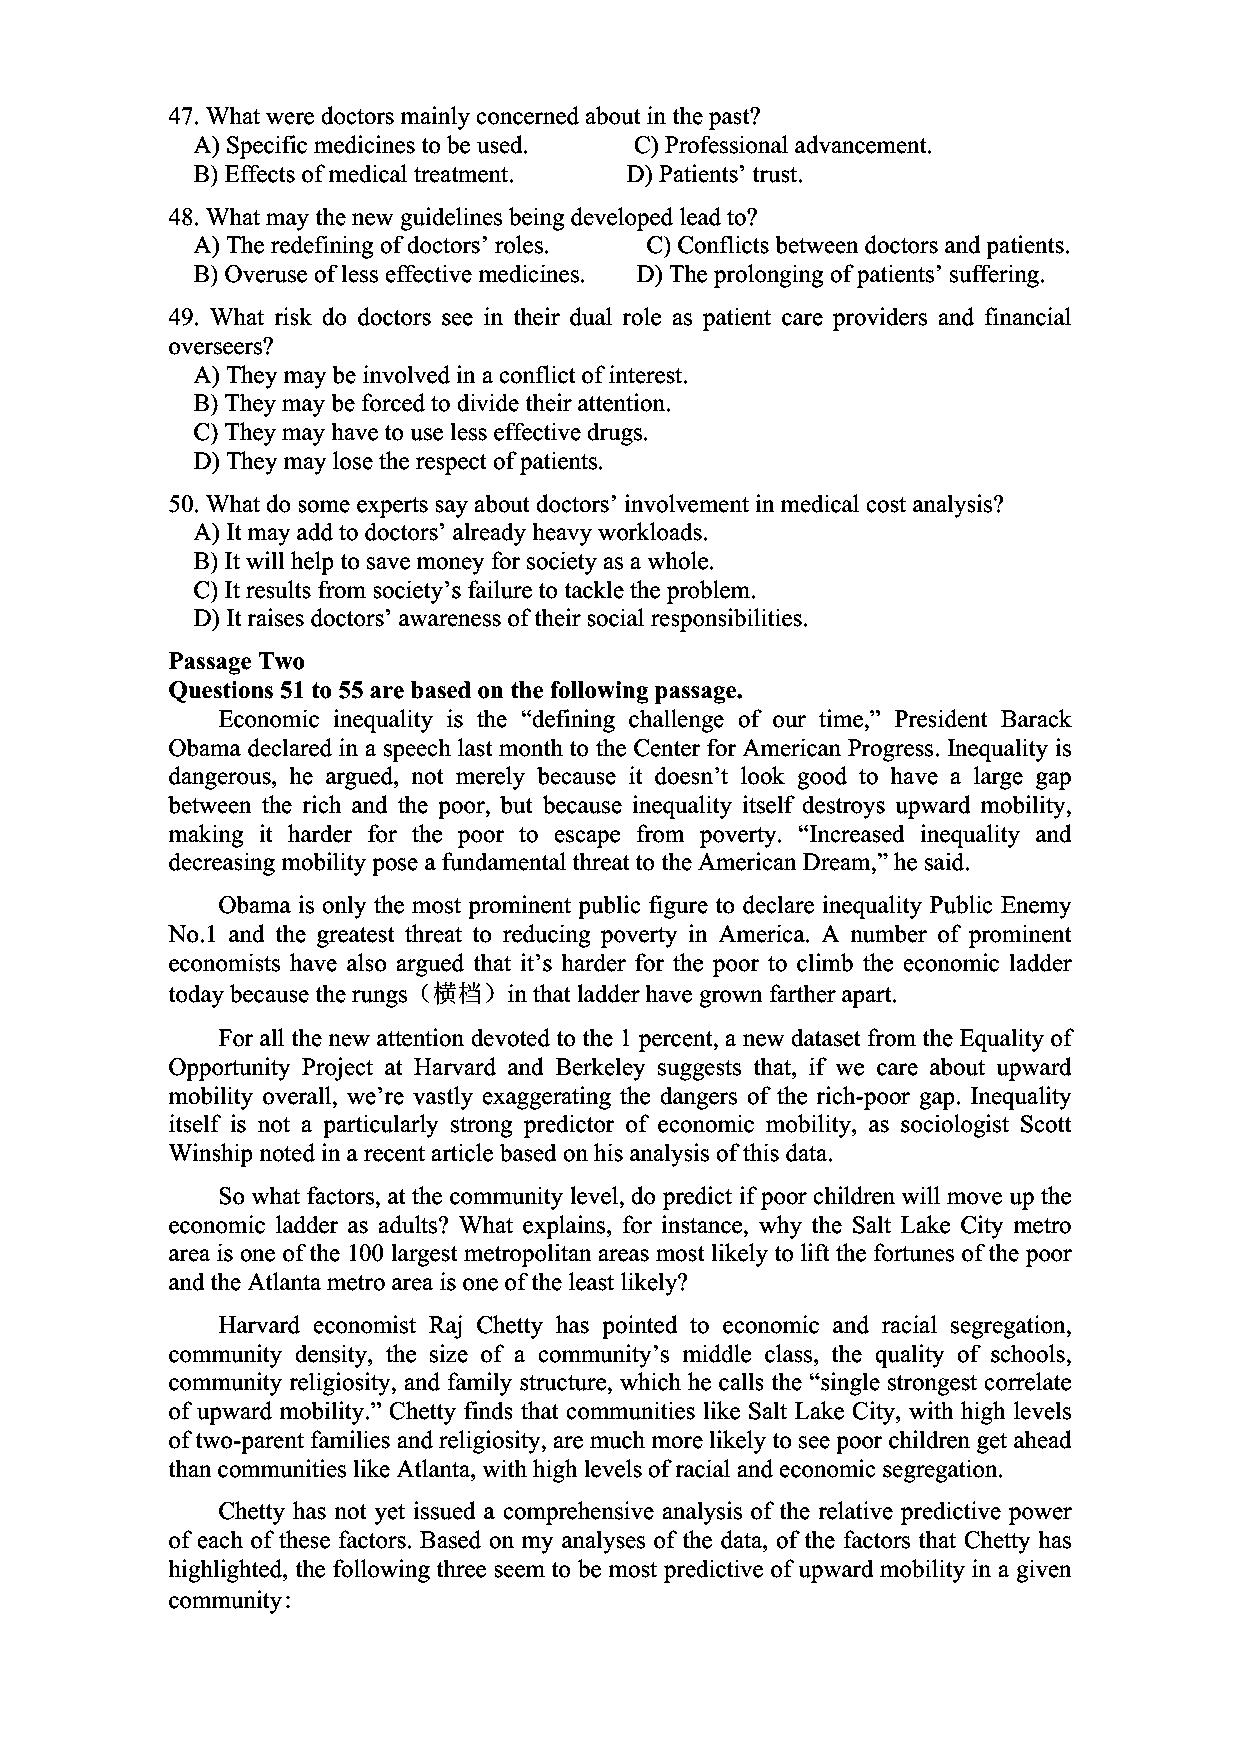 47. What were doctors mainly concerned about in the past?
A) Specific medicines to be used. C) Professional advancement.
B) Effects of medical treatment. D) Patients’ trust.
48. What may the new guidelines being developed lead to?
A) The redefining of doctors’ roles. C) Conflicts between doctors and patients.
B) Overuse of less effective medicines. D) The prolonging of patients’ suffering.
49. What risk do doctors see in their dual role as patient care providers and financial
overseers?
A) They may be involved in a conflict of interest.
B) They may be forced to divide their attention.
C) They may have to use less effective drugs.
D) They may lose the respect of patients.
50. What do some experts say about doctors’ involvement in medical cost analysis?
A) It may add to doctors’ already heavy workloads.
B) It will help to save money for society as a whole.
C) It results from society’s failure to tackle the problem.
D) It raises doctors’ awareness of their social responsibilities.
Passage Two
Questions 51 to 55 are based on the following passage.
Economic inequality is the “defining challenge of our time,” President Barack
Obama declared in a speech last month to the Center for American Progress. Inequality is
dangerous, he argued, not merely because it doesn’t look good to have a large gap
between the rich and the poor, but because inequality itself destroys upward mobility,
making it harder for the poor to escape from poverty. “Increased inequality and
decreasing mobility pose a fundamental threat to the American Dream,” he said.
Obama is only the most prominent public figure to declare inequality Public Enemy
No.1 and the greatest threat to reducing poverty in America. A number of prominent
economists have also argued that it’s harder for the poor to climb the economic ladder
today because the rungs（横档）in that ladder have grown farther apart.
For all the new attention devoted to the 1 percent, a new dataset from the Equality of
Opportunity Project at Harvard and Berkeley suggests that, if we care about upward
mobility overall, we’re vastly exaggerating the dangers of the rich-poor gap. Inequality
itself is not a particularly strong predictor of economic mobility, as sociologist Scott
Winship noted in a recent article based on his analysis of this data.
So what factors, at the community level, do predict if poor children will move up the
economic ladder as adults? What explains, for instance, why the Salt Lake City metro
area is one of the 100 largest metropolitan areas most likely to lift the fortunes of the poor
and the Atlanta metro area is one of the least likely?
Harvard economist Raj Chetty has pointed to economic and racial segregation,
community density, the size of a community’s middle class, the quality of schools,
community religiosity, and family structure, which he calls the “single strongest correlate
of upward mobility.” Chetty finds that communities like Salt Lake City, with high levels
of two-parent families and religiosity, are much more likely to see poor children get ahead
than communities like Atlanta, with high levels of racial and economic segregation.
Chetty has not yet issued a comprehensive analysis of the relative predictive power
of each of these factors. Based on my analyses of the data, of the factors that Chetty has
highlighted, the following three seem to be most predictive of upward mobility in a given
community: